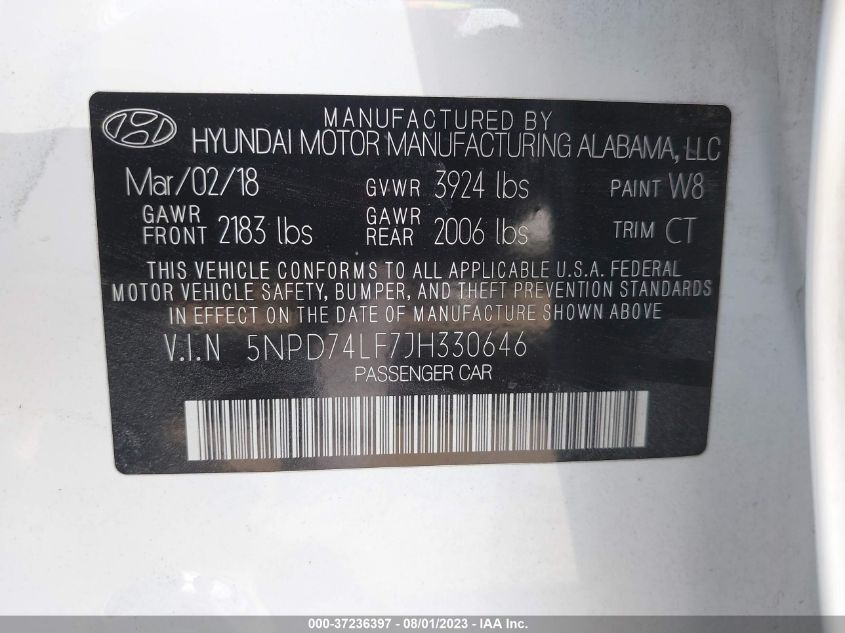 MANUFACTURED BY
HYUNDAI MOTOR MANUFACTURING ALABAMA, LLC
Mar/02/18 GVWR 3924 lbs PAINT W8
GAWR FRONT 2183 lbs GAWR REAR 2006 lbs TRIM CT
THIS VEHICLE CONFORMS TO ALL APPLICABLE U.S.A. FEDERAL
MOTOR VEHICLE SAFETY, BUMPER, AND THEFT PREVENTION STANDARDS
IN EFFECT ON THE DATE OF MANUFACTURE SHOWN ABOVE.
V.I.N 5NPD74LF7JH330646
PASSENGER CAR
000-37236397 - 08/01/2023 - © IAA Inc.